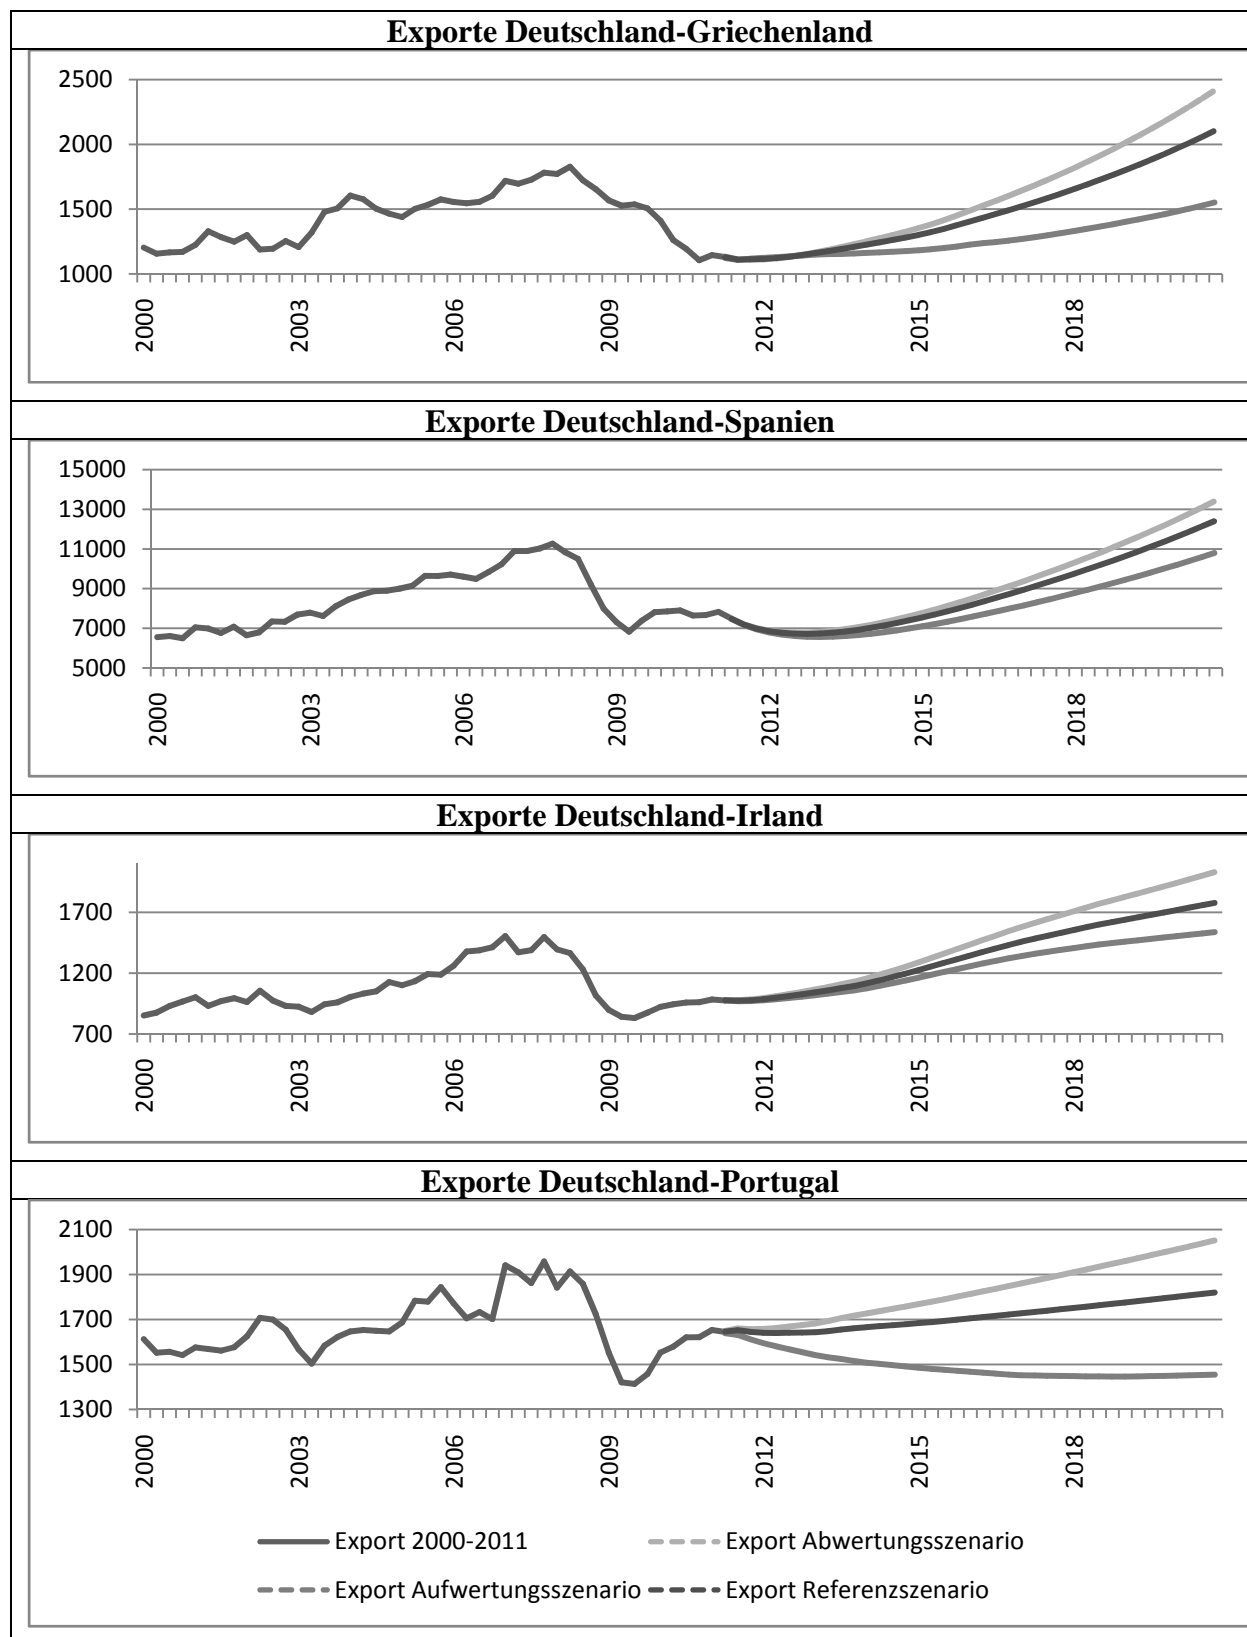 Exporte Deutschland-Griechenland
2500
2000
1500
1000
2000 2003 2006 2009 2012 2015 2018
Exporte Deutschland-Spanien
15000
13000
11000
9000
7000
5000
2000 2003 2006 2009 2012 2015 2018
Exporte Deutschland-Irland
1700
1200
700
2000 2003 2006 2009 2012 2015 2018
Exporte Deutschland-Portugal
2100
1900
1700
1500
1300
2000 2003 2006 2009 2012 2015 2018
Export 2000-2011 Export Abwertungsszenario
Export Aufwertungsszenario Export Referenzszenario